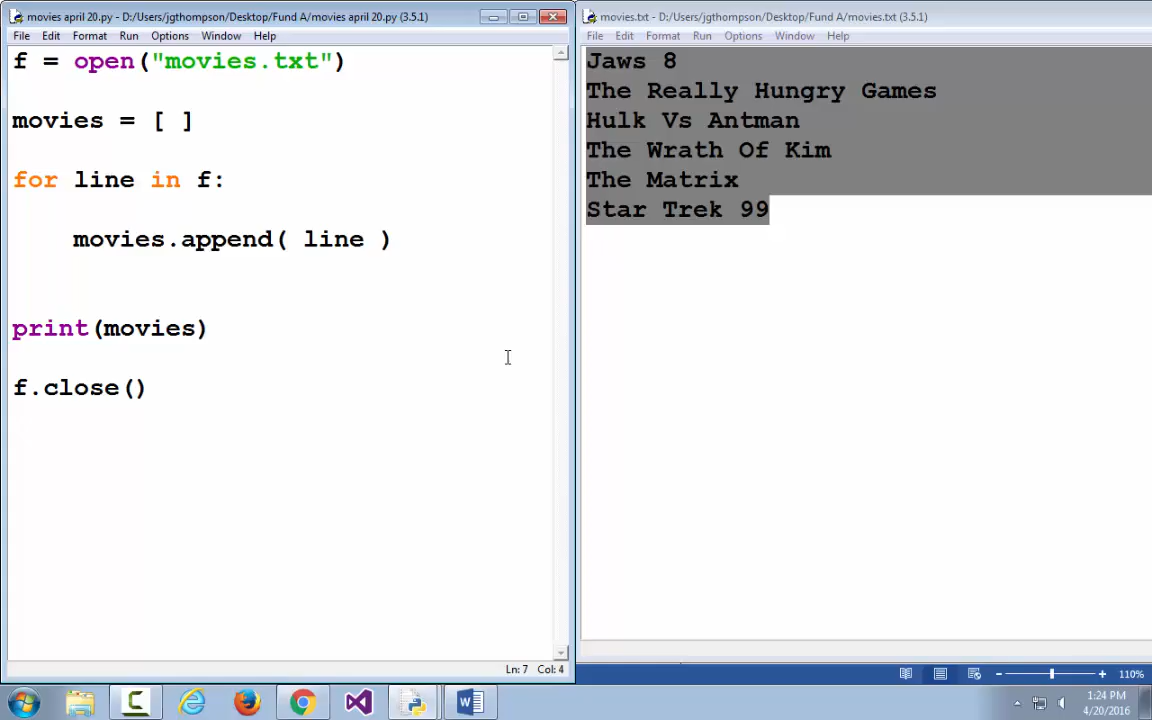 movies april 20.py - D:/Users/jgthompson/Desktop/Fund A/movies april 20.py (3.5.1)
File Edit Format Run Options Window Help
f = open("movies.txt")
movies = [ ]
for line in f:
movies.append( line )
print(movies)
f.close()
Ln: 7 Col: 4
movies.txt - D:/Users/jgthompson/Desktop/Fund A/movies.txt (3.5.1)
File Edit Format Run Options Window Help
Jaws 8
The Really Hungry Games
Hulk Vs Antman
The Wrath Of Kim
The Matrix
Star Trek 99
110%
1:24 PM
4/20/2016